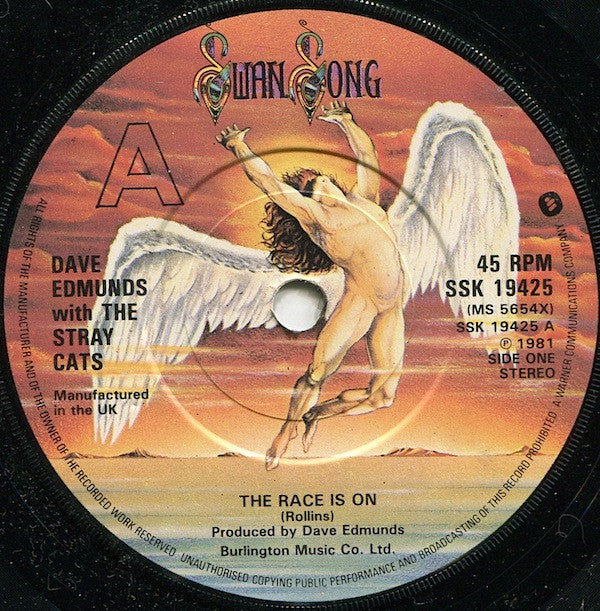 Swan Song
A
DAVE
EDMUNDS
with THE
STRAY
CATS
Manufactured
in the UK
45 RPM
SSK 19425
(MS 5654X)
SSK 19425 A
℗ 1981
SIDE ONE
STEREO
THE RACE IS ON
(Rollins)
Produced by Dave Edmunds
Burlington Music Co. Ltd.
ALL RIGHTS OF THE MANUFACTURER AND OF THE OWNER OF THE RECORDED WORK RESERVED. UNAUTHORISED COPYING PUBLIC PERFORMANCE AND BROADCASTING OF THIS RECORD PROHIBITED A WARNER COMMUNICATIONS COMPANY